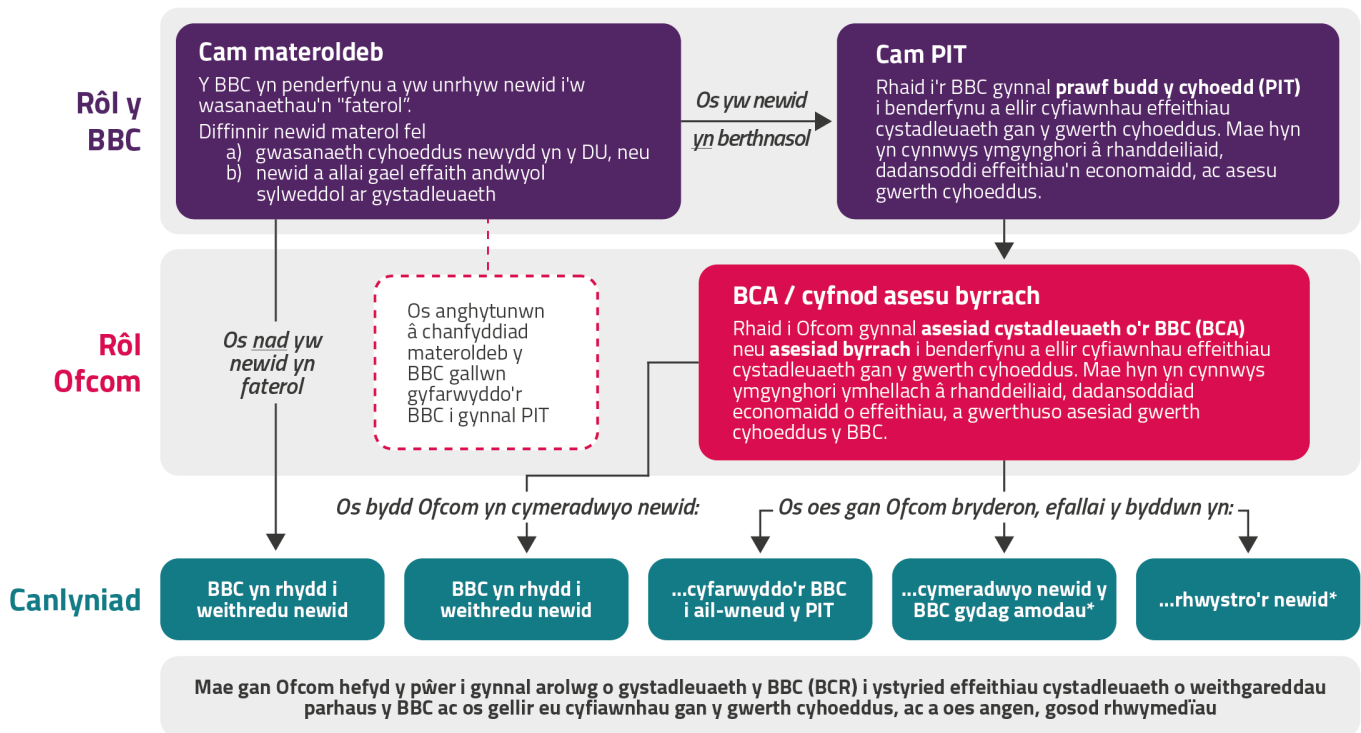 Rôl y
BBC
Cam materoldeb
Y BBC yn penderfynu a yw unrhyw newid i'w
wasanaethau'n "faterol".
Diffinnir newid materol fel
a) gwasanaeth cyhoeddus newydd yn y DU, neu
b) newid a allai gael effaith andwyol
sylweddol ar gystadleuaeth
Os yw newid
yn berthnasol
Cam PIT
Rhaid i'r BBC gynnal prawf budd y cyhoedd (PIT)
i benderfynu a ellir cyfiawnhau effeithiau
cystadleuaeth gan y gwerth cyhoeddus. Mae hyn
yn cynnwys ymgynghori â rhanddeiliaid,
dadansoddi effeithiau'n economaidd, ac asesu
gwerth cyhoeddus.
Rôl
Ofcom
Os nad yw
newid yn
faterol
Os anghytunwn
â chanfyddiad
materoldeb y
BBC gallwn
gyfarwyddo'r
BBC i gynnal PIT
BCA / cyfnod asesu byrrach
Rhaid i Ofcom gynnal asesiad cystadleuaeth o'r BBC (BCA)
neu asesiad byrrach i benderfynu a ellir cyfiawnhau effeithiau
cystadleuaeth gan y gwerth cyhoeddus. Mae hyn yn cynnwys
ymgynghori ymhellach â rhanddeiliaid, dadansoddiad
economaidd o effeithiau, a gwerthuso asesiad gwerth
cyhoeddus y BBC.
Os bydd Ofcom yn cymeradwyo newid:
Os oes gan Ofcom bryderon, efallai y byddwn yn:
Canlyniad
BBC yn rhydd i
weithredu newid
BBC yn rhydd i
weithredu newid
...cyfarwyddo'r BBC
i ail-wneud y PIT
...cymeradwyo newid y
BBC gydag amodau*
...rhwystro'r newid*
Mae gan Ofcom hefyd y pŵer i gynnal arolwg o gystadleuaeth y BBC (BCR) i ystyried effeithiau cystadleuaeth o weithgareddau
parhaus y BBC ac os gellir eu cyfiawnhau gan y gwerth cyhoeddus, ac a oes angen, gosod rhwymedïau